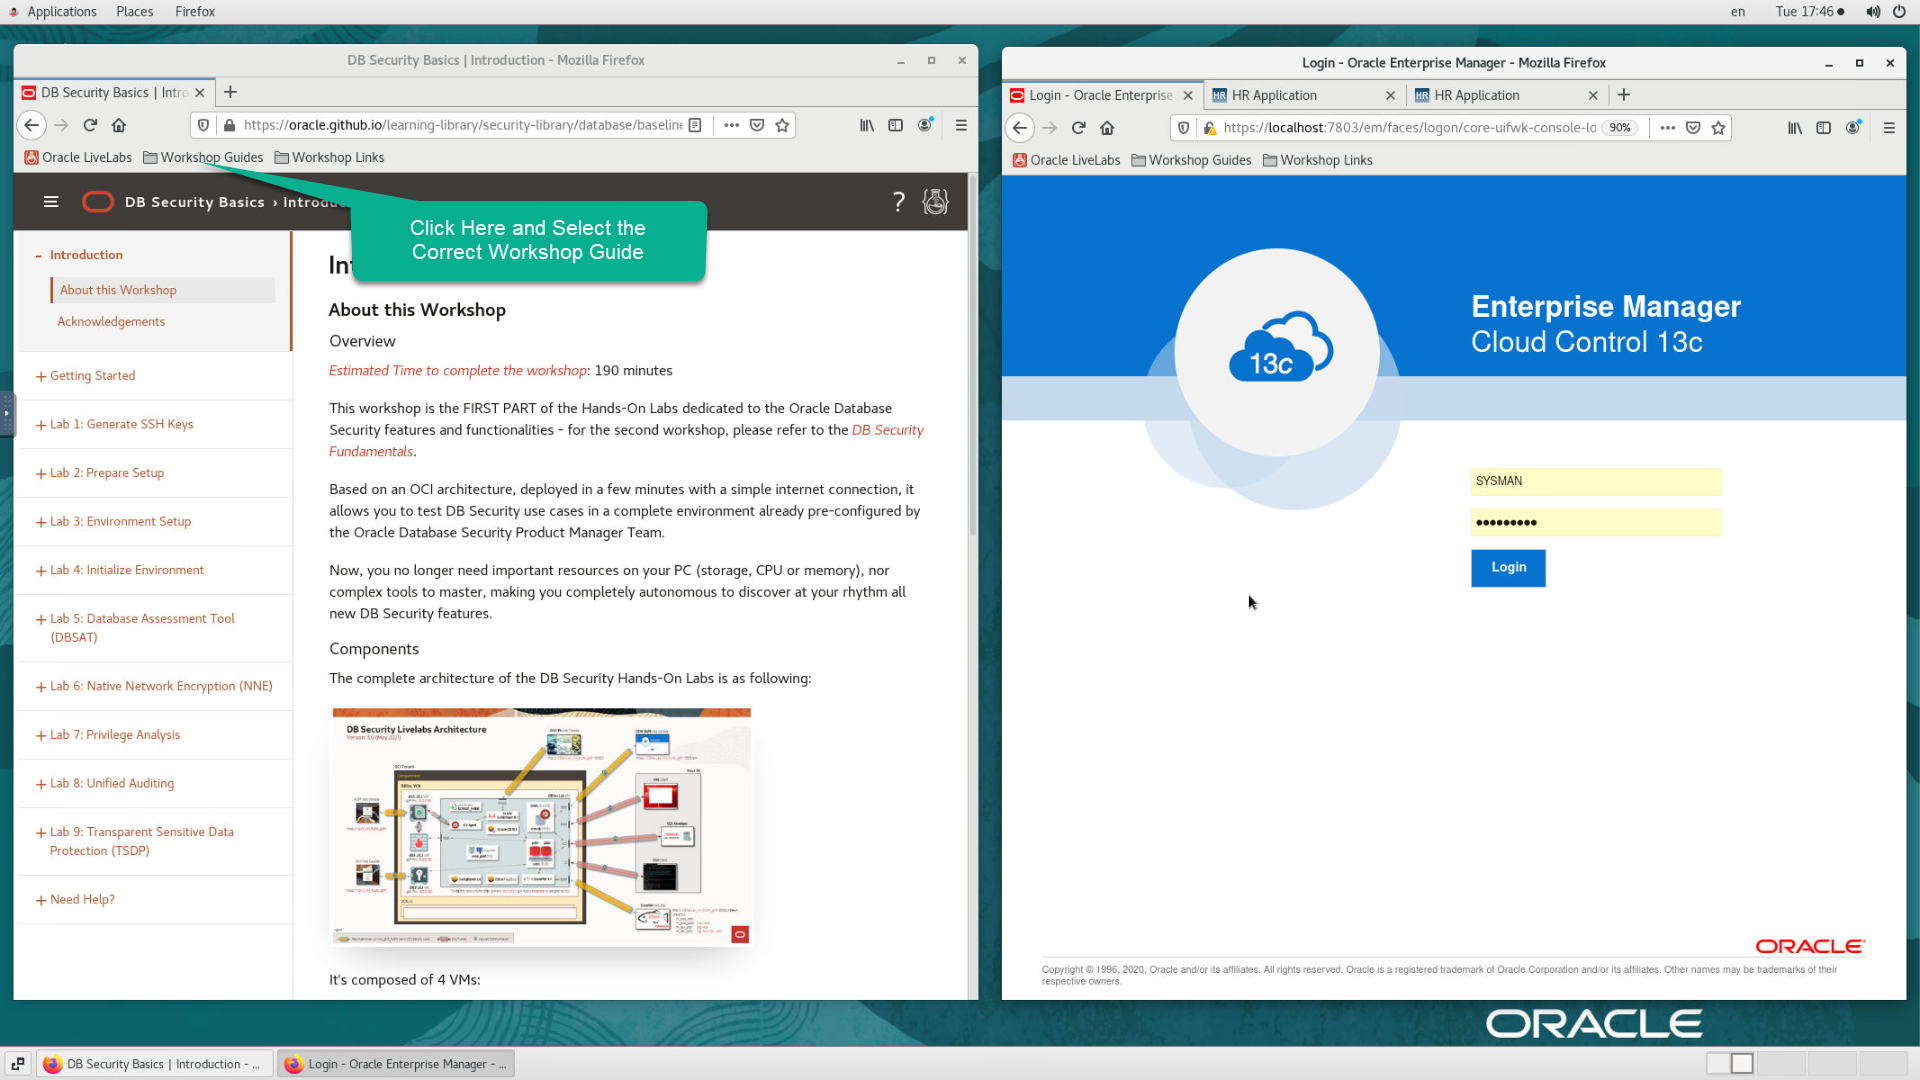 Applications Places Firefox
en Tue 17:46
DB Security Basics | Introduction - Mozilla Firefox
DB Security Basics | Intro
https://oracle.github.io/learning-library/security-library/database/baseline
Oracle LiveLabs Workshop Guides Workshop Links
DB Security Basics › Introdu
?
Click Here and Select the
Correct Workshop Guide
- Introduction
About this Workshop
Acknowledgements
+ Getting Started
+ Lab 1: Generate SSH Keys
+ Lab 2: Prepare Setup
+ Lab 3: Environment Setup
+ Lab 4: Initialize Environment
+ Lab 5: Database Assessment Tool
(DBSAT)
+ Lab 6: Native Network Encryption (NNE)
+ Lab 7: Privilege Analysis
+ Lab 8: Unified Auditing
+ Lab 9: Transparent Sensitive Data
Protection (TSDP)
+ Need Help?
In
About this Workshop
Overview
Estimated Time to complete the workshop: 190 minutes
This workshop is the FIRST PART of the Hands-On Labs dedicated to the Oracle Database
Security features and functionalities - for the second workshop, please refer to the DB Security
Fundamentals.
Based on an OCI architecture, deployed in a few minutes with a simple internet connection, it
allows you to test DB Security use cases in a complete environment already pre-configured by
the Oracle Database Security Product Manager Team.
Now, you no longer need important resources on your PC (storage, CPU or memory), nor
complex tools to master, making you completely autonomous to discover at your rhythm all
new DB Security features.
Components
The complete architecture of the DB Security Hands-On Labs is as following:
DB Security Livelabs Architecture
Version 3.0 (May 2021)
It's composed of 4 VMs:
Login - Oracle Enterprise Manager - Mozilla Firefox
Login - Oracle Enterprise
HR HR Application
HR HR Application
https://localhost:7803/em/faces/logon/core-uifwk-console-lo 90%
Oracle LiveLabs Workshop Guides Workshop Links
13c
Enterprise Manager
Cloud Control 13c
SYSMAN
•••••••••
Login
ORACLE
Copyright © 1996, 2020, Oracle and/or its affiliates. All rights reserved. Oracle is a registered trademark of Oracle Corporation and/or its affiliates. Other names may be trademarks of their
respective owners.
ORACLE
DB Security Basics | Introduction - ...
Login - Oracle Enterprise Manager - ...